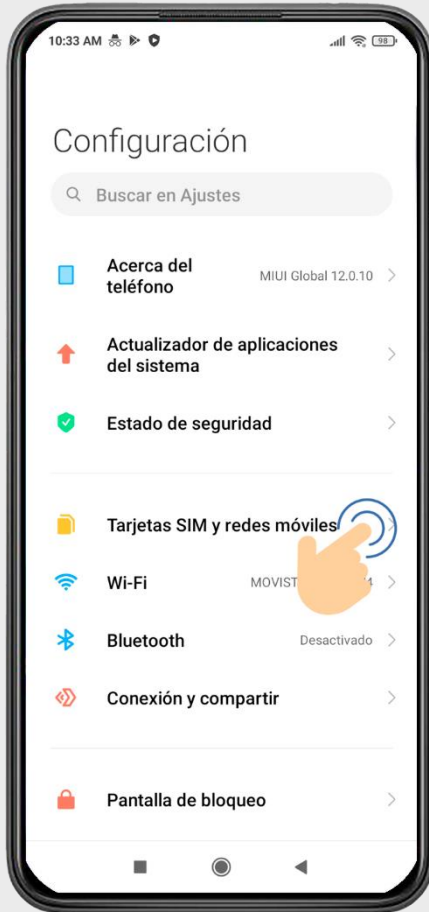 10:33 AM 98
Configuración
Buscar en Ajustes
Acerca del
teléfono
MIUI Global 12.0.10
Actualizador de aplicaciones
del sistema
Estado de seguridad
Tarjetas SIM y redes móviles
Wi-Fi
Bluetooth Desactivado
Conexión y compartir
Pantalla de bloqueo